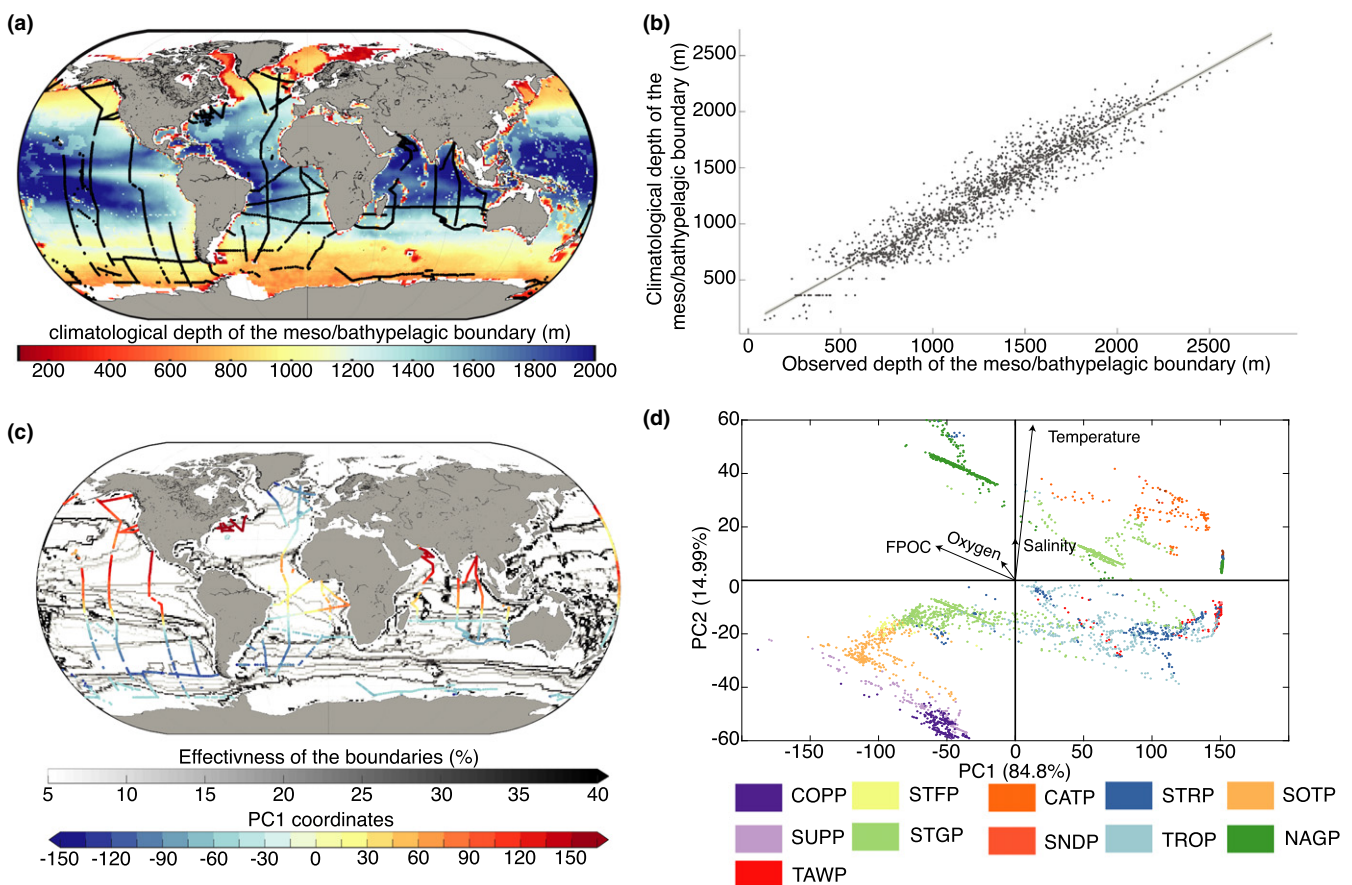 (a)
climatological depth of the meso/bathypelagic boundary (m)
200 400 600 800 1000 1200 1400 1600 1800 2000
(b)
Climatological depth of the
meso/bathypelagic boundary (m)
2500
2000
1500
1000
500
0 500 1000 1500 2000 2500
Observed depth of the meso/bathypelagic boundary (m)
(c)
Effectivness of the boundaries (%)
5 10 15 20 25 30 35 40
PC1 coordinates
-150 -120 -90 -60 -30 0 30 60 90 120 150
(d)
PC2 (14.99%)
60
40
20
0
-20
-40
-60
Temperature
FPOC
Oxygen
Salinity
-150 -100 -50 0 50 100 150
PC1 (84.8%)
COPP STFP CATP STRP SOTP
SUPP STGP SNDP TROP NAGP
TAWP